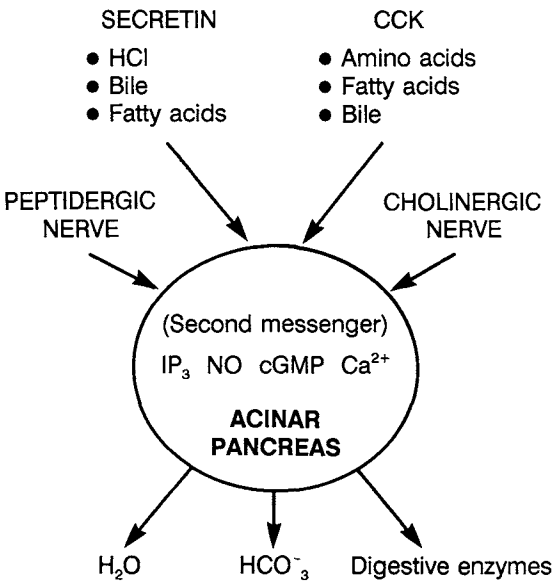 SECRETIN
● HCl
● Bile
● Fatty acids
CCK
● Amino acids
● Fatty acids
● Bile
PEPTIDERGIC
NERVE
CHOLINERGIC
NERVE
(Second messenger)
IP₃ NO cGMP Ca²⁺
ACINAR
PANCREAS
H₂O
HCO⁻₃
Digestive enzymes